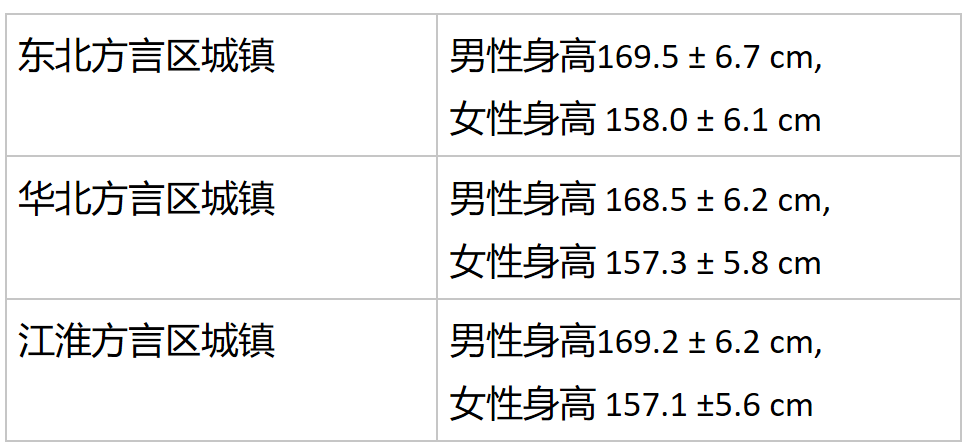 东北方言区城镇
男性身高169.5 ± 6.7 cm,
女性身高 158.0 ± 6.1 cm
华北方言区城镇
男性身高 168.5 ± 6.2 cm,
女性身高 157.3 ± 5.8 cm
江淮方言区城镇
男性身高169.2 ± 6.2 cm,
女性身高 157.1 ±5.6 cm